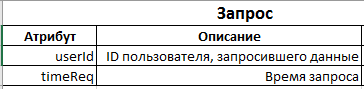 Запрос
Атрибут Описание
userId ID пользователя, запросившего данные
timeReq Время запроса